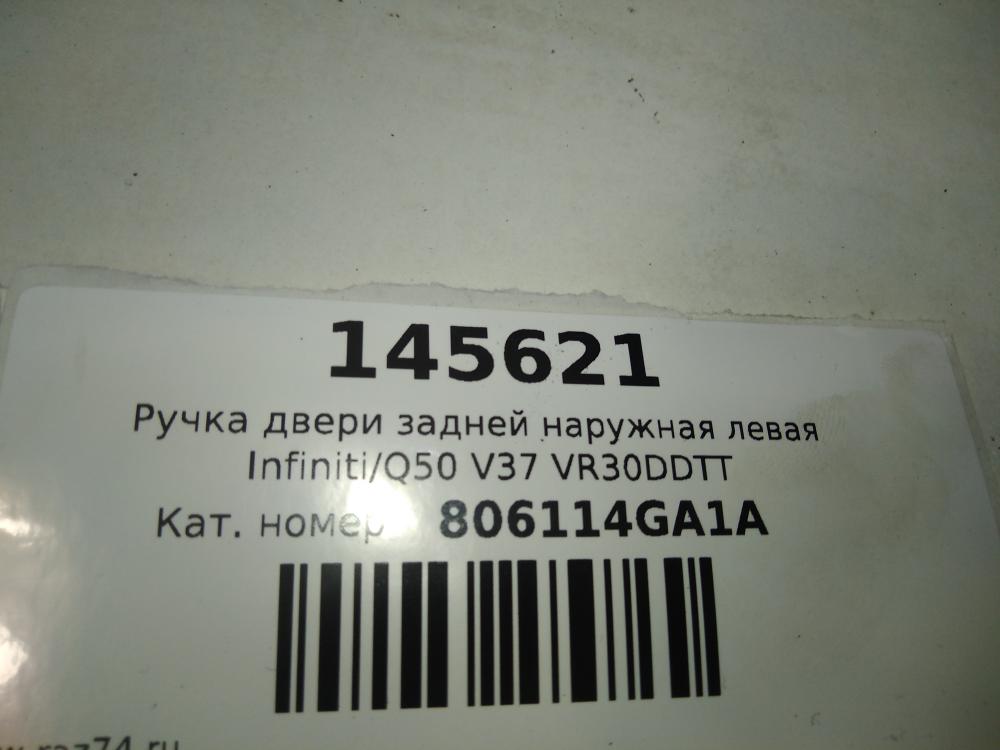 145621
Ручка двери задней наружная левая
Infiniti/Q50 V37 VR30DDTT
Кат. номер 806114GA1A